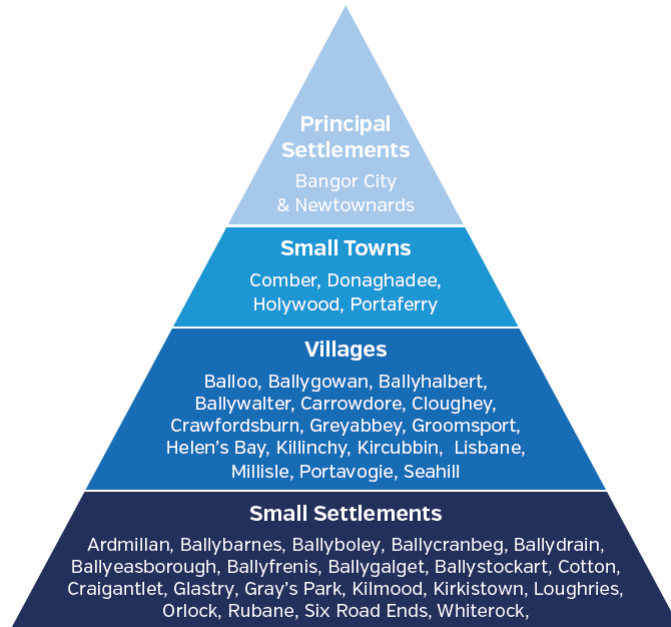 Principal
Settlements
Bangor City
& Newtownards
Small Towns
Comber, Donaghadee,
Holywood, Portaferry
Villages
Balloo, Ballygowan, Ballyhalbert,
Ballywalter, Carrowdore, Cloughey,
Crawfordsburn, Greyabbey, Groomsport,
Helen's Bay, Killinchy, Kircubbin, Lisbane,
Millisle, Portavogie, Seahill
Small Settlements
Ardmillan, Ballybarnes, Ballyboley, Ballycranbeg, Ballydrain,
Ballyeasborough, Ballyfrenis, Ballygalget, Ballystockart, Cotton,
Craigantlet, Glastry, Gray's Park, Kilmood, Kirkistown, Loughries,
Orlock, Rubane, Six Road Ends, Whiterock,